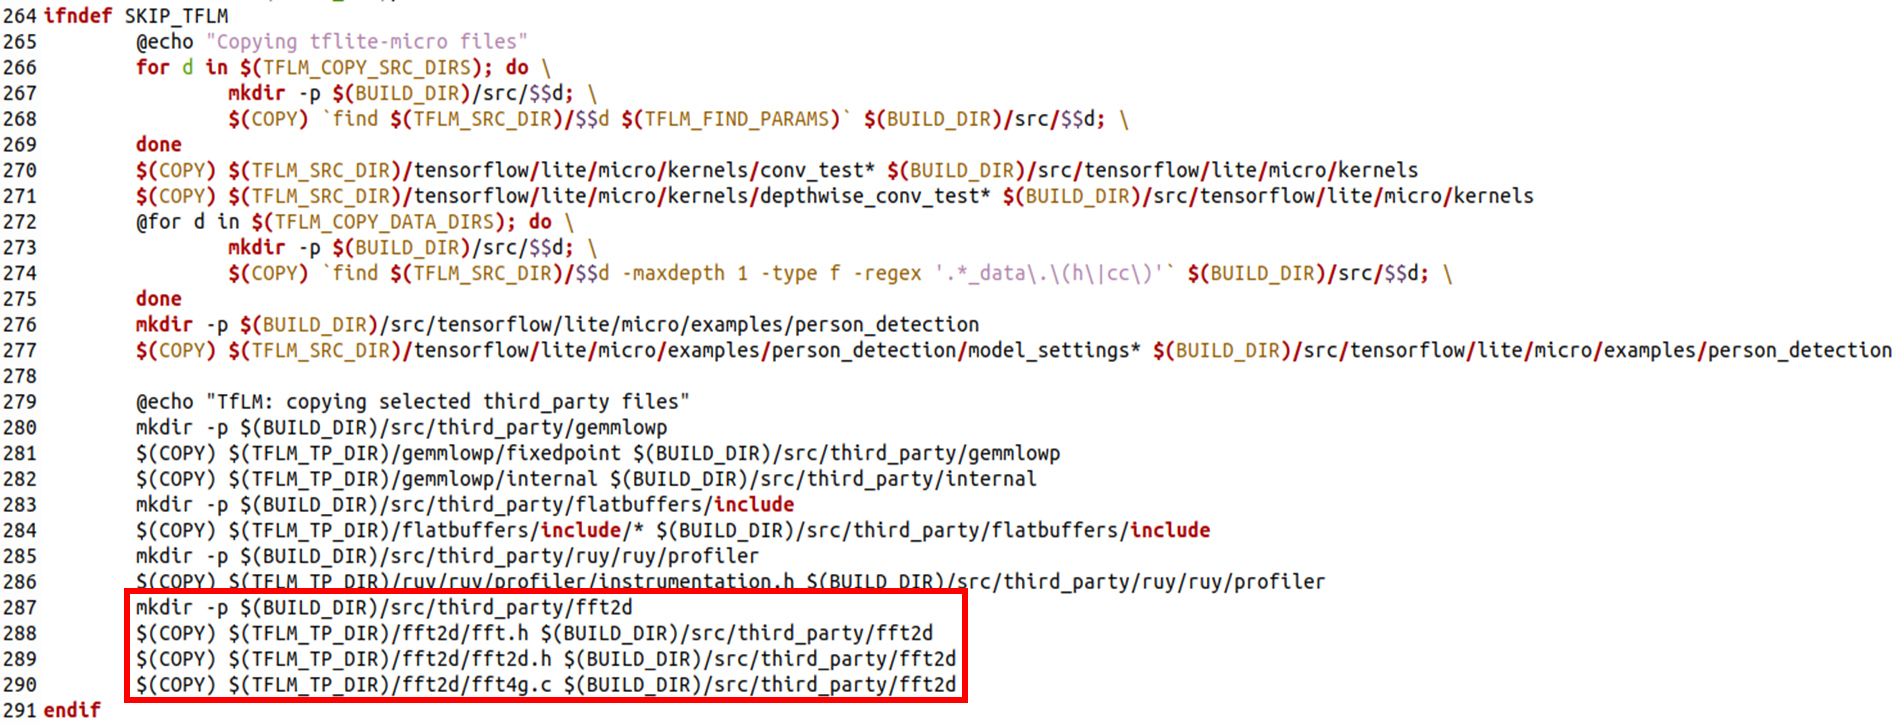 264 ifndef SKIP_TFLM
265 @echo "Copying tflite-micro files"
266 for d in $(TFLM_COPY_SRC_DIRS); do \
267 mkdir -p $(BUILD_DIR)/src/$$d; \
268 $(COPY) `find $(TFLM_SRC_DIR)/$$d $(TFLM_FIND_PARAMS)` $(BUILD_DIR)/src/$$d; \
269 done
270 $(COPY) $(TFLM_SRC_DIR)/tensorflow/lite/micro/kernels/conv_test* $(BUILD_DIR)/src/tensorflow/lite/micro/kernels
271 $(COPY) $(TFLM_SRC_DIR)/tensorflow/lite/micro/kernels/depthwise_conv_test* $(BUILD_DIR)/src/tensorflow/lite/micro/kernels
272 @for d in $(TFLM_COPY_DATA_DIRS); do \
273 mkdir -p $(BUILD_DIR)/src/$$d; \
274 $(COPY) `find $(TFLM_SRC_DIR)/$$d -maxdepth 1 -type f -regex '.*_data\.\(h\|cc\)'` $(BUILD_DIR)/src/$$d; \
275 done
276 mkdir -p $(BUILD_DIR)/src/tensorflow/lite/micro/examples/person_detection
277 $(COPY) $(TFLM_SRC_DIR)/tensorflow/lite/micro/examples/person_detection/model_settings* $(BUILD_DIR)/src/tensorflow/lite/micro/examples/person_detection
278
279 @echo "TfLM: copying selected third_party files"
280 mkdir -p $(BUILD_DIR)/src/third_party/gemmlowp
281 $(COPY) $(TFLM_TP_DIR)/gemmlowp/fixedpoint $(BUILD_DIR)/src/third_party/gemmlowp
282 $(COPY) $(TFLM_TP_DIR)/gemmlowp/internal $(BUILD_DIR)/src/third_party/internal
283 mkdir -p $(BUILD_DIR)/src/third_party/flatbuffers/include
284 $(COPY) $(TFLM_TP_DIR)/flatbuffers/include/* $(BUILD_DIR)/src/third_party/flatbuffers/include
285 mkdir -p $(BUILD_DIR)/src/third_party/ruy/ruy/profiler
286 $(COPY) $(TFLM_TP_DIR)/ruy/ruy/profiler/instrumentation.h $(BUILD_DIR)/src/third_party/ruy/ruy/profiler
287 mkdir -p $(BUILD_DIR)/src/third_party/fft2d
288 $(COPY) $(TFLM_TP_DIR)/fft2d/fft.h $(BUILD_DIR)/src/third_party/fft2d
289 $(COPY) $(TFLM_TP_DIR)/fft2d/fft2d.h $(BUILD_DIR)/src/third_party/fft2d
290 $(COPY) $(TFLM_TP_DIR)/fft2d/fft4g.c $(BUILD_DIR)/src/third_party/fft2d
291 endif